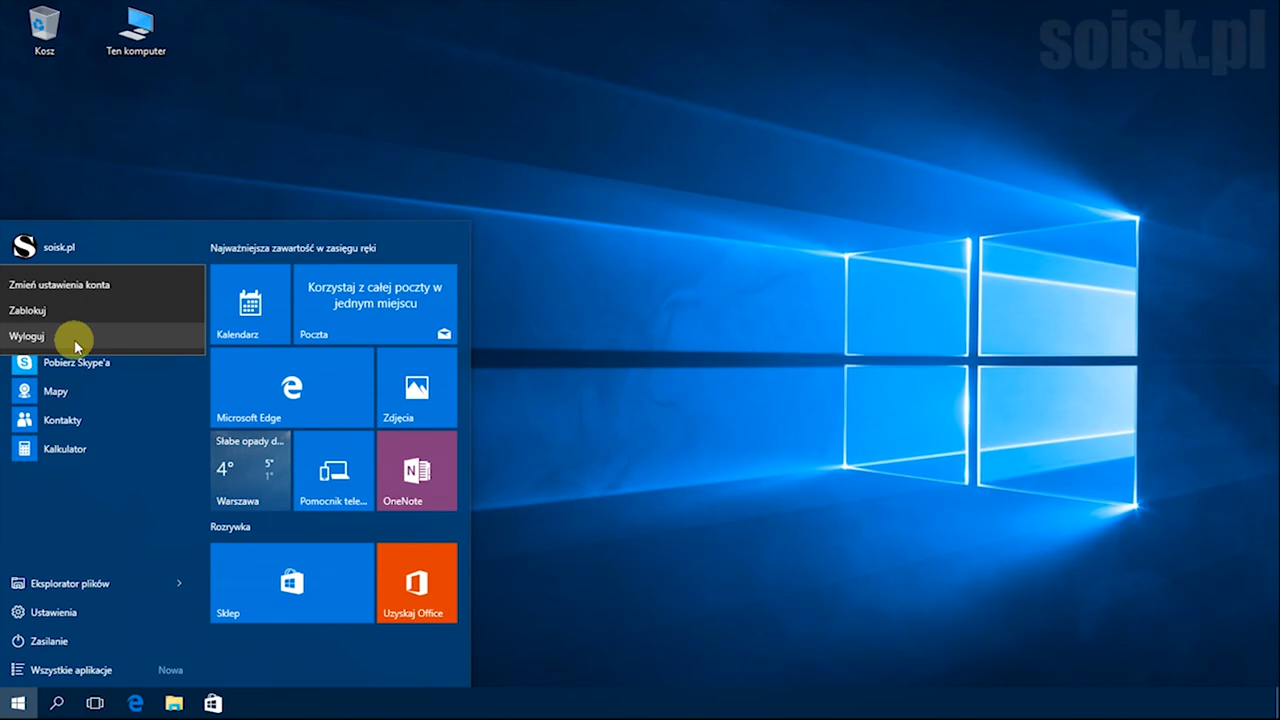 soisk.pl
Kosz
Ten komputer
soisk.pl
Zmień ustawienia konta
Zablokuj
Wyloguj
Pobierz Skype'a
Mapy
Kontakty
Kalkulator
Eksplorator plików
Ustawienia
Zasilanie
Wszystkie aplikacje Nowa
Najważniejsza zawartość w zasięgu ręki
Kalendarz
Korzystaj z całej poczty w
jednym miejscu
Poczta
Microsoft Edge
Zdjęcia
Słabe opady d...
4° 5°
1°
Warszawa
Pomocnik tele...
OneNote
Rozrywka
Sklep
Uzyskaj Office